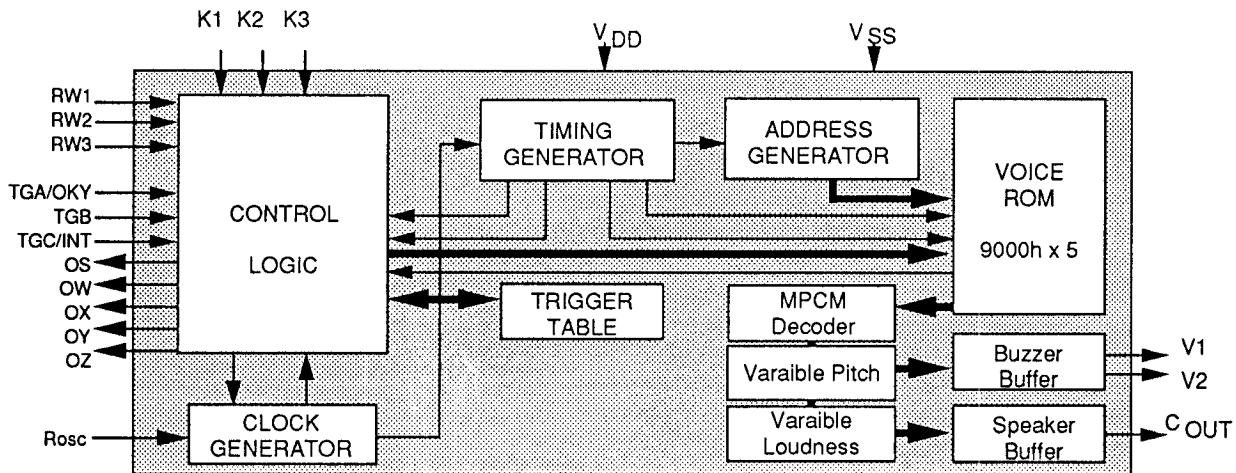 K1 K2 K3
VDD
VSS
RW1
RW2
RW3
TGA/OKY
TGB
TGC/INT
OS
OW
OX
OY
OZ
Rosc
CONTROL
LOGIC
CLOCK
GENERATOR
TIMING
GENERATOR
ADDRESS
GENERATOR
TRIGGER
TABLE
VOICE
ROM
9000h x 5
MPCM
Decoder
Varaible Pitch
Varaible
Loudness
Buzzer
Buffer
Speaker
Buffer
V1
V2
COUT